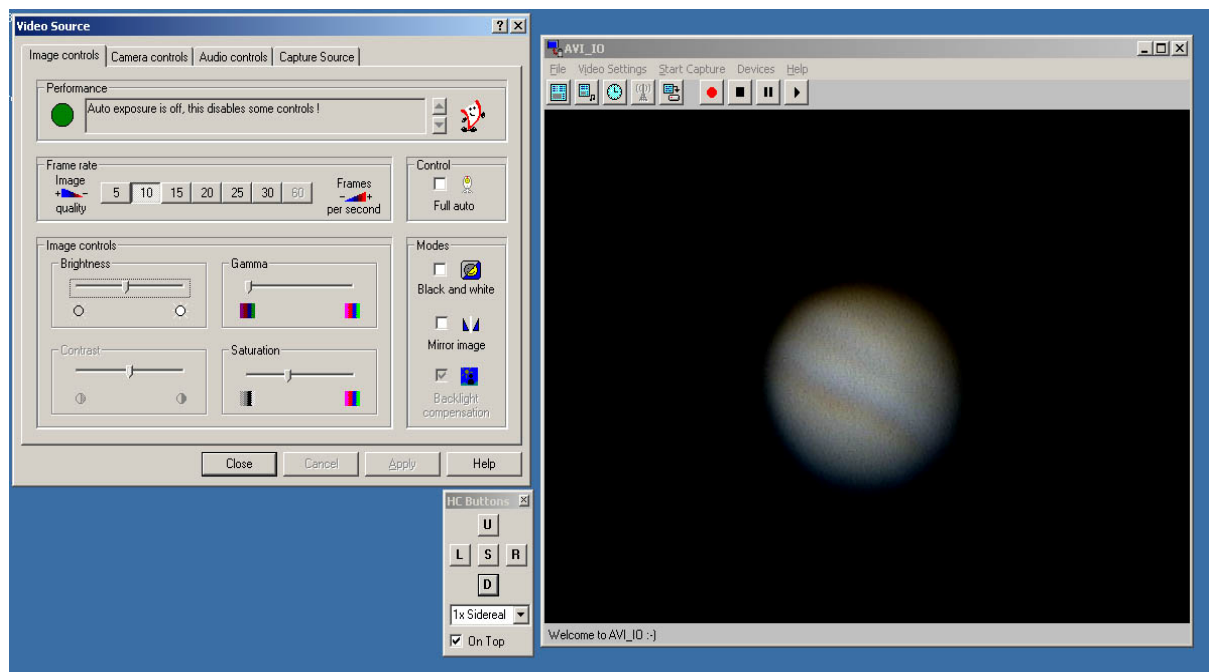 Video Source
Image controls Camera controls Audio controls Capture Source
Performance
Auto exposure is off, this disables some controls !
Frame rate
Image
+ -
quality
5 10 15 20 25 30 60
Frames
- +
per second
Control
Full auto
Image controls
Brightness
Gamma
Contrast
Saturation
Modes
Black and white
Mirror image
Backlight
compensation
Close Cancel Apply Help
HC Buttons
U
L S R
D
1x Sidereal
On Top
AVI_IO
File Video Settings Start Capture Devices Help
Welcome to AVI_IO :-)